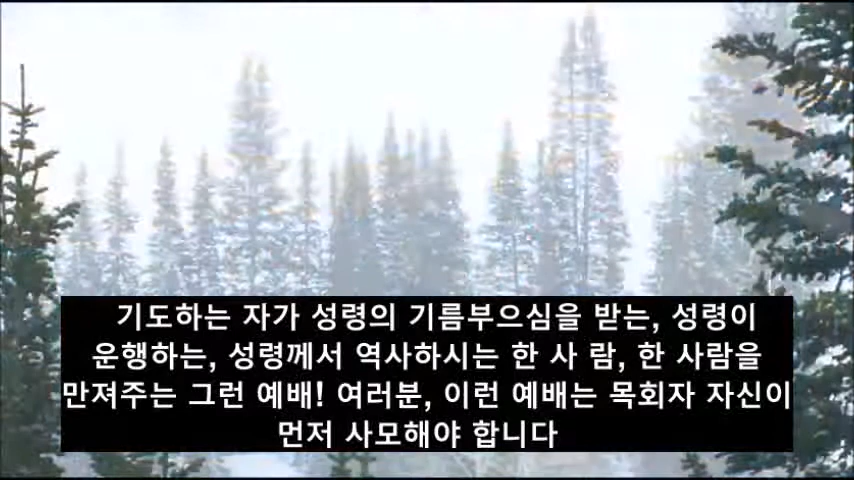 기도하는 자가 성령의 기름부으심을 받는, 성령이
운행하는, 성령께서 역사하시는 한 사 람, 한 사람을
만져주는 그런 예배! 여러분, 이런 예배는 목회자 자신이
먼저 사모해야 합니다